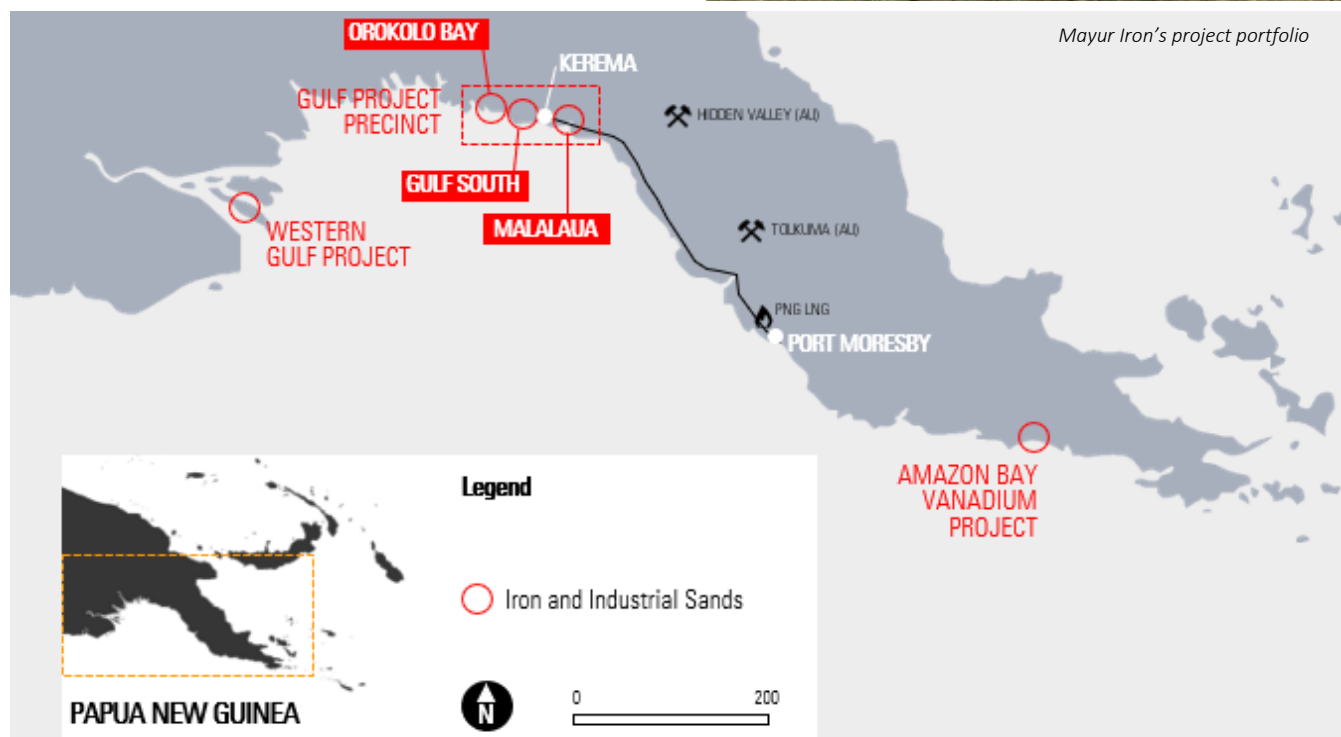 Mayur Iron's project portfolio
OROKOLO BAY
KEREMA
GULF PROJECT
PRECINCT
HIDDEN VALLEY (AU)
GULF SOUTH
MALALAUA
WESTERN
GULF PROJECT
TOLKUMA (AU)
PNG LNG
PORT MORESBY
AMAZON BAY
VANADIUM
PROJECT
Legend
Iron and Industrial Sands
N
0 200
PAPUA NEW GUINEA